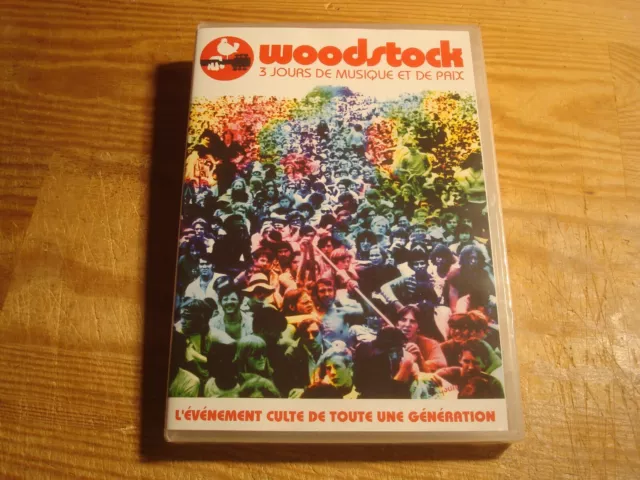 woodstock
3 JOURS DE MUSIQUE ET DE PAIX
L'ÉVÉNEMENT CULTE DE TOUTE UNE GÉNÉRATION